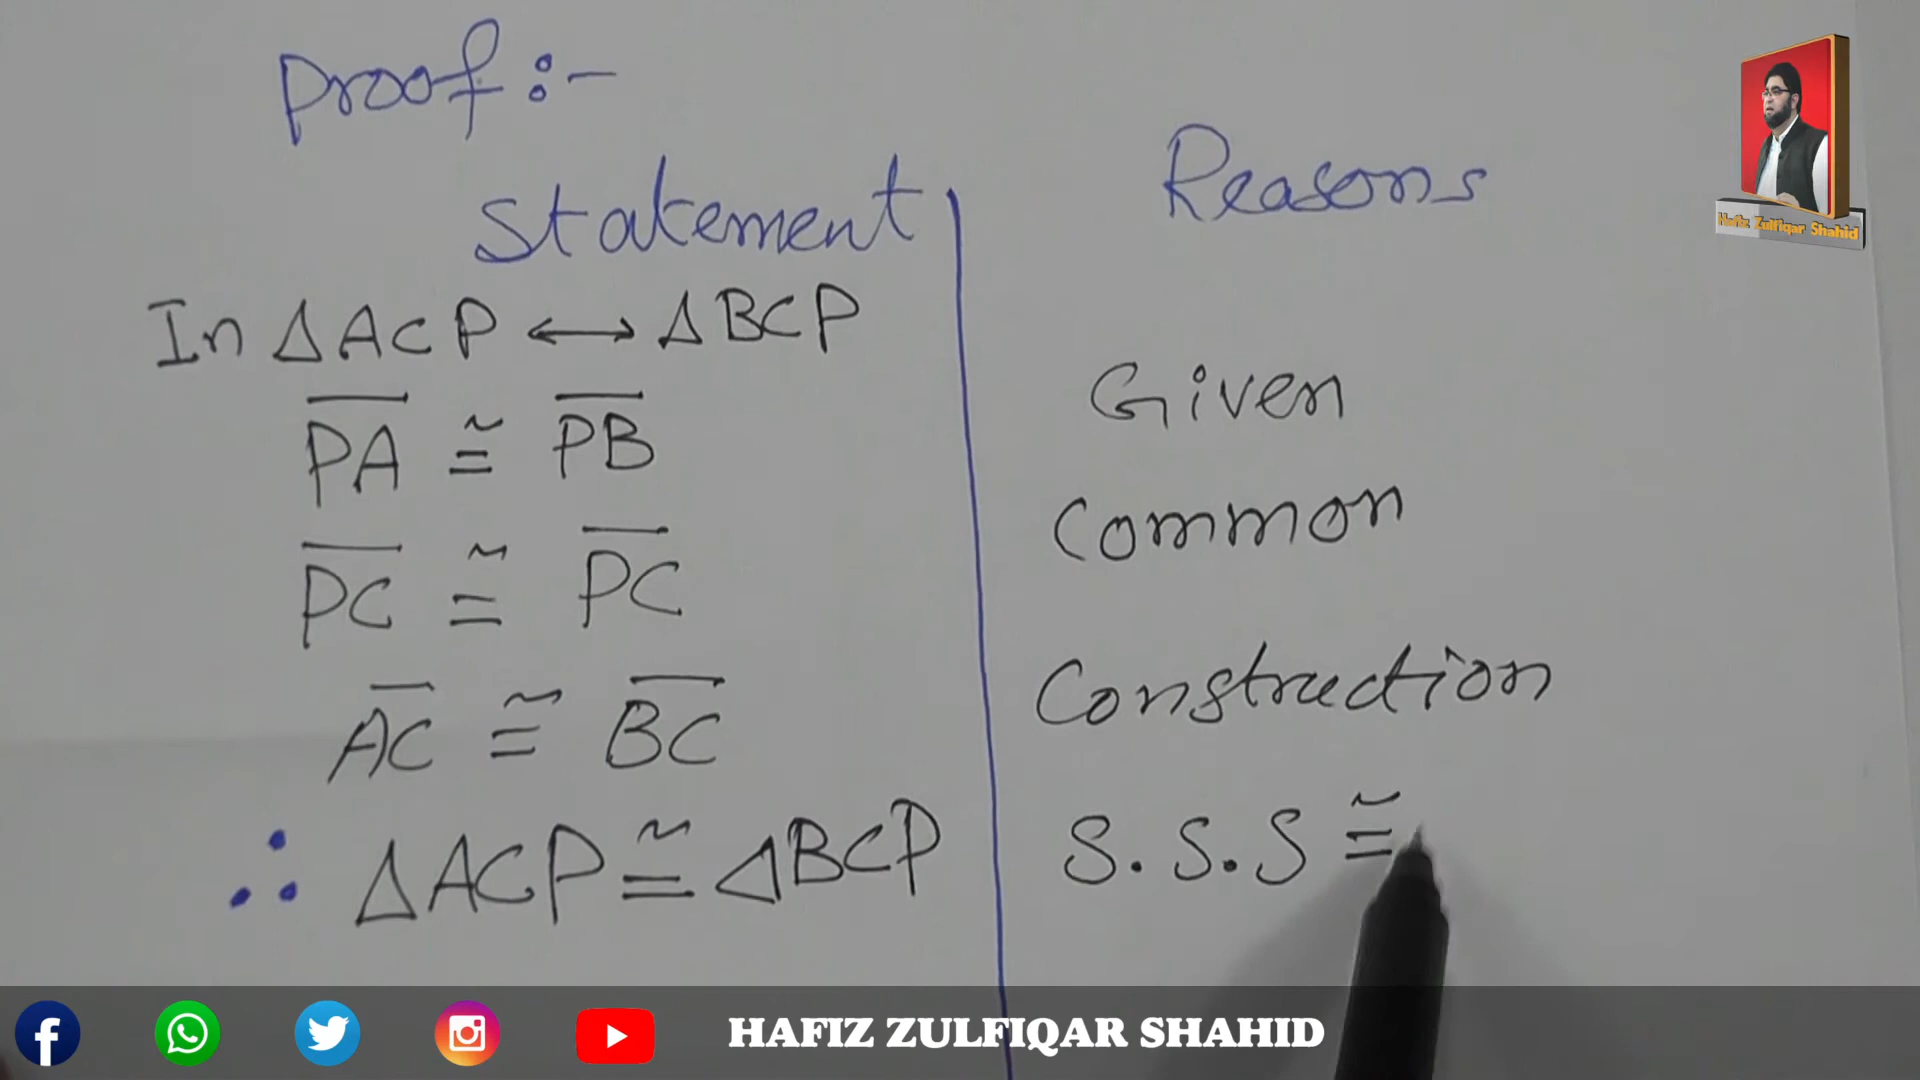 Proof :-
Statement
Reasons
In ΔACP ↔ ΔBCP
PA ≅ PB
Given
PC ≅ PC
Common
AC ≅ BC
Construction
∴ ΔACP ≅ ΔBCP
S.S.S ≅
Hafiz Zulfiqar Shahid
HAFIZ ZULFIQAR SHAHID